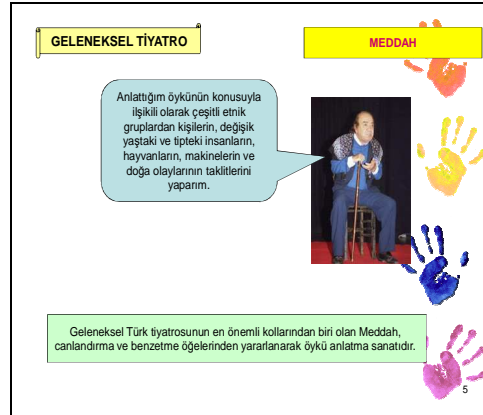 GELENEKSEL TİYATRO
MEDDAH
Anlattığım öykünün konusuyla
ilşikili olarak çeşitli etnik
gruplardan kişilerin, değişik
yaştaki ve tipteki insanların,
hayvanların, makinelerin ve
doğa olaylarının taklitlerini
yaparım.
Geleneksel Türk tiyatrosunun en önemli kollarından biri olan Meddah,
canlandırma ve benzetme öğelerinden yararlanarak öykü anlatma sanatıdır.
5